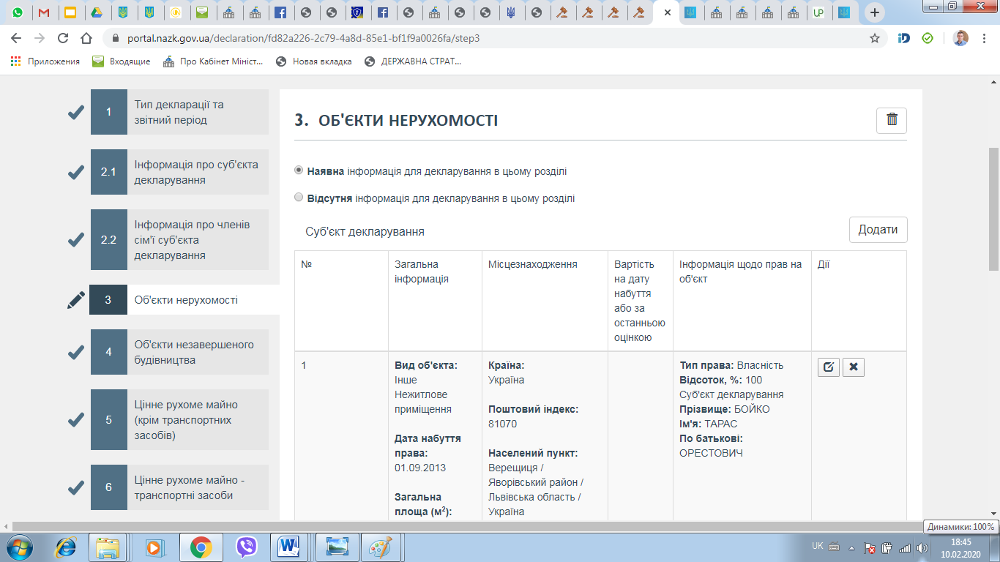 portal.nazk.gov.ua/declaration/fd82a226-2c79-4a8d-85e1-bf1f9a0026fa/step3
Приложения
Входящие
Про Кабінет Мініст...
Новая вкладка
ДЕРЖАВНА СТРАТ...
1
Тип декларації та
звітний період
2.1
Інформація про суб'єкта
декларування
2.2
Інформація про членів
сім'ї суб'єкта
декларування
3
Об'єкти нерухомості
4
Об'єкти незавершеного
будівництва
5
Цінне рухоме майно
(крім транспортних
засобів)
6
Цінне рухоме майно -
транспортні засоби
3. ОБ'ЄКТИ НЕРУХОМОСТІ
Наявна інформація для декларування в цьому розділі
Відсутня інформація для декларування в цьому розділі
Суб'єкт декларування
Додати
№
Загальна
інформація
Місцезнаходження
Вартість
на дату
набуття
або за
останньою
оцінкою
Інформація щодо прав на
об'єкт
Дії
1
Вид об'єкта:
Інше
Нежитлове
приміщення
Дата набуття
права:
01.09.2013
Загальна
площа (м²):
Країна:
Україна
Поштовий індекс:
81070
Населений пункт:
Верещиця /
Яворівський район /
Львівська область /
Україна
Тип права: Власність
Відсоток, %: 100
Суб'єкт декларування
Прізвище: БОЙКО
Ім'я: ТАРАС
По батькові:
ОРЕСТОВИЧ
Динамики: 100%
UK
18:45
10.02.2020